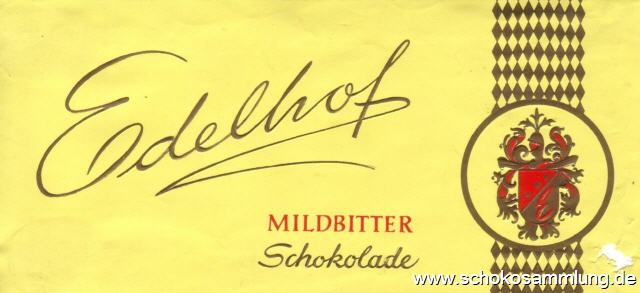 Edelhof
MILDBITTER
Schokolade
www.schokosammlung.de